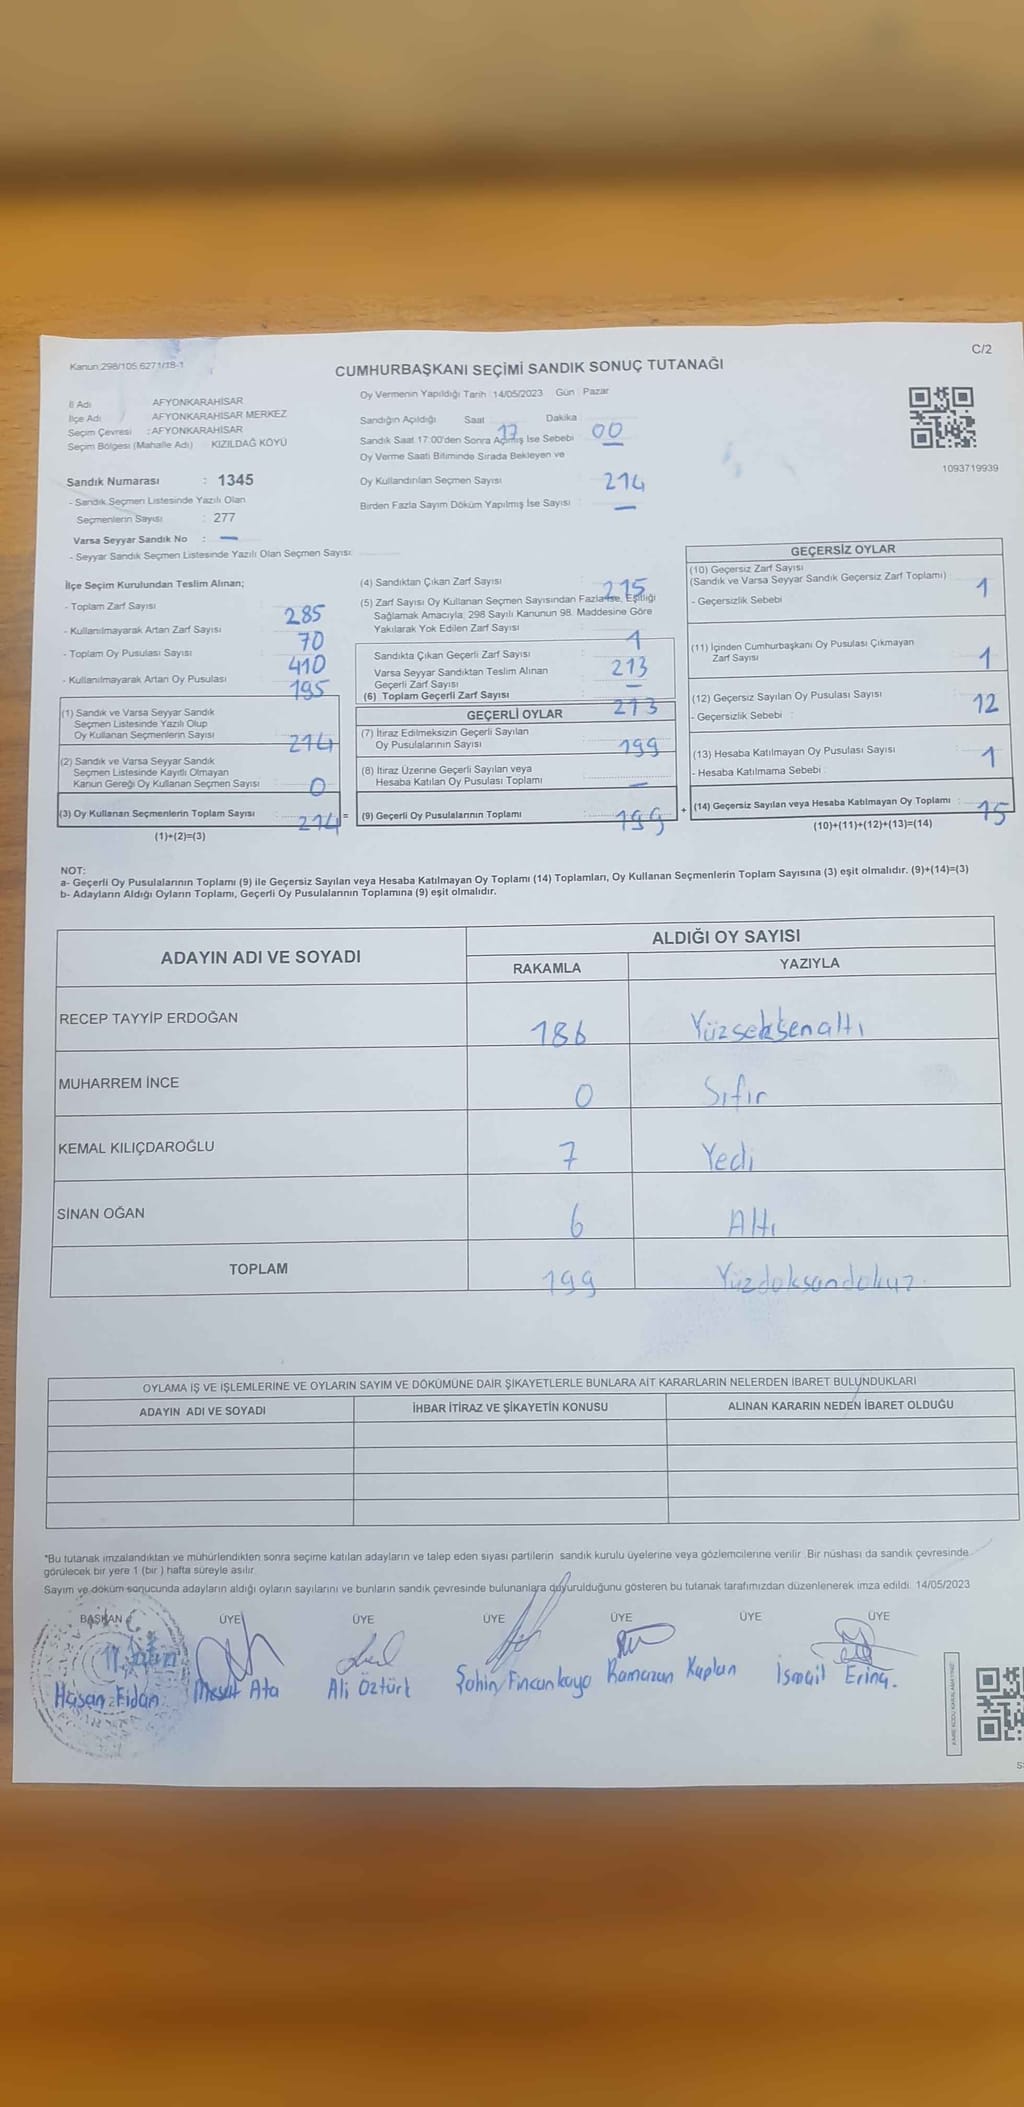 Kanun 298/105 6271/18-1
C/2
CUMHURBAŞKANI SEÇİMİ SANDIK SONUÇ TUTANAĞI
İl Adı AFYONKARAHİSAR
İlçe Adı AFYONKARAHİSAR MERKEZ
Seçim Çevresi : AFYONKARAHİSAR
Seçim Bölgesi (Mahalle Adı) KIZILDAĞ KÖYÜ
Oy Vermenin Yapıldığı Tarih 14/05/2023 Gün Pazar
Sandığın Açıldığı Saat 17 Dakika 00
Sandık Saat 17:00'den Sonra Açılmış İse Sebebi —
Oy Verme Saati Bitiminde Sırada Bekleyen ve
Oy Kullandırılan Seçmen Sayısı 214
Birden Fazla Sayım Döküm Yapılmış İse Sayısı : —
1093719939
Sandık Numarası : 1345
- Sandık Seçmen Listesinde Yazılı Olan
Seçmenlerin Sayısı : 277
Varsa Seyyar Sandık No : —
- Seyyar Sandık Seçmen Listesinde Yazılı Olan Seçmen Sayısı:
İlçe Seçim Kurulundan Teslim Alınan;
- Toplam Zarf Sayısı 285
- Kullanılmayarak Artan Zarf Sayısı 70
- Toplam Oy Pusulası Sayısı 410
- Kullanılmayarak Artan Oy Pusulası 195
(1) Sandık ve Varsa Seyyar Sandık
Seçmen Listesinde Yazılı Olup
Oy Kullanan Seçmenlerin Sayısı 214
(2) Sandık ve Varsa Seyyar Sandık
Seçmen Listesinde Kayıtlı Olmayan
Kanun Gereği Oy Kullanan Seçmen Sayısı 0
(3) Oy Kullanan Seçmenlerin Toplam Sayısı : 214 =
(1)+(2)=(3)
(4) Sandıktan Çıkan Zarf Sayısı : 215
(5) Zarf Sayısı Oy Kullanan Seçmen Sayısından Fazla İse, Eşitliği
Sağlamak Amacıyla, 298 Sayılı Kanunun 98. Maddesine Göre
Yakılarak Yok Edilen Zarf Sayısı : 1
Sandıkta Çıkan Geçerli Zarf Sayısı 213
Varsa Seyyar Sandıktan Teslim Alınan
Geçerli Zarf Sayısı —
(6) Toplam Geçerli Zarf Sayısı 213
GEÇERLİ OYLAR
(7) İtiraz Edilmeksizin Geçerli Sayılan
Oy Pusulalarının Sayısı 199
(8) İtiraz Üzerine Geçerli Sayılan veya
Hesaba Katılan Oy Pusulası Toplamı —
(9) Geçerli Oy Pusulalarının Toplamı : 199 +
GEÇERSİZ OYLAR
(10) Geçersiz Zarf Sayısı
(Sandık ve Varsa Seyyar Sandık Geçersiz Zarf Toplamı) 1
- Geçersizlik Sebebi
(11) İçinden Cumhurbaşkanı Oy Pusulası Çıkmayan
Zarf Sayısı 1
(12) Geçersiz Sayılan Oy Pusulası Sayısı 12
- Geçersizlik Sebebi :
(13) Hesaba Katılmayan Oy Pusulası Sayısı 1
- Hesaba Katılmama Sebebi
(14) Geçersiz Sayılan veya Hesaba Katılmayan Oy Toplamı : 15
(10)+(11)+(12)+(13)=(14)
NOT:
a- Geçerli Oy Pusulalarının Toplamı (9) ile Geçersiz Sayılan veya Hesaba Katılmayan Oy Toplamı (14) Toplamları, Oy Kullanan Seçmenlerin Toplam Sayısına (3) eşit olmalıdır. (9)+(14)=(3)
b- Adayların Aldığı Oyların Toplamı, Geçerli Oy Pusulalarının Toplamına (9) eşit olmalıdır.
ADAYIN ADI VE SOYADI ALDIĞI OY SAYISI
RAKAMLA YAZIYLA
RECEP TAYYİP ERDOĞAN 186 Yüzseksenaltı
MUHARREM İNCE 0 Sıfır
KEMAL KILIÇDAROĞLU 7 Yedi
SİNAN OĞAN 6 Altı
TOPLAM 199 Yüzdoksandokuz
OYLAMA İŞ VE İŞLEMLERİNE VE OYLARIN SAYIM VE DÖKÜMÜNE DAİR ŞİKAYETLERLE BUNLARA AİT KARARLARIN NELERDEN İBARET BULUNDUKLARI
ADAYIN ADI VE SOYADI İHBAR İTİRAZ VE ŞİKAYETİN KONUSU ALINAN KARARIN NEDEN İBARET OLDUĞU
*Bu tutanak imzalandıktan ve mühürlendikten sonra seçime katılan adayların ve talep eden siyasi partilerin sandık kurulu üyelerine veya gözlemcilerine verilir. Bir nüshası da sandık çevresinde
görülecek bir yere 1 (bir) hafta süreyle asılır.
Sayım ve döküm sonucunda adayların aldığı oyların sayılarını ve bunların sandık çevresinde bulunanlara duyurulduğunu gösteren bu tutanak tarafımızdan düzenlenerek imza edildi. 14/05/2023
BAŞKAN ÜYE ÜYE ÜYE ÜYE ÜYE ÜYE
Hasan Fidan Mesut Ata Ali Öztürk Şahin Fincankaya Ramazan Kaplan İsmail Erinç.